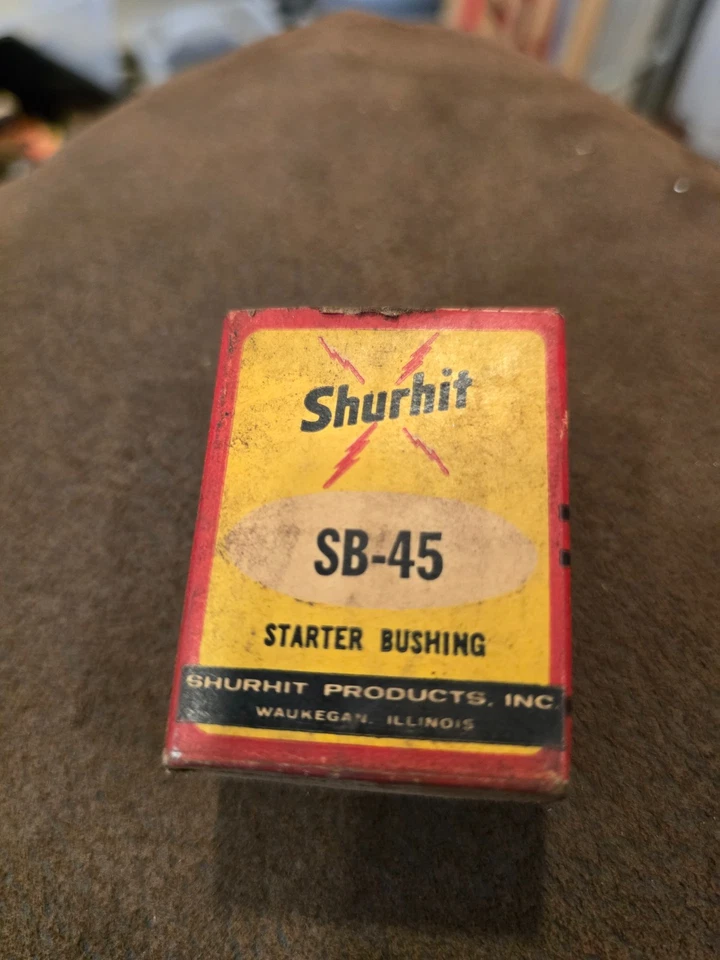 Shurhit
SB-45
STARTER BUSHING
SHURHIT PRODUCTS, INC.
WAUKEGAN, ILLINOIS